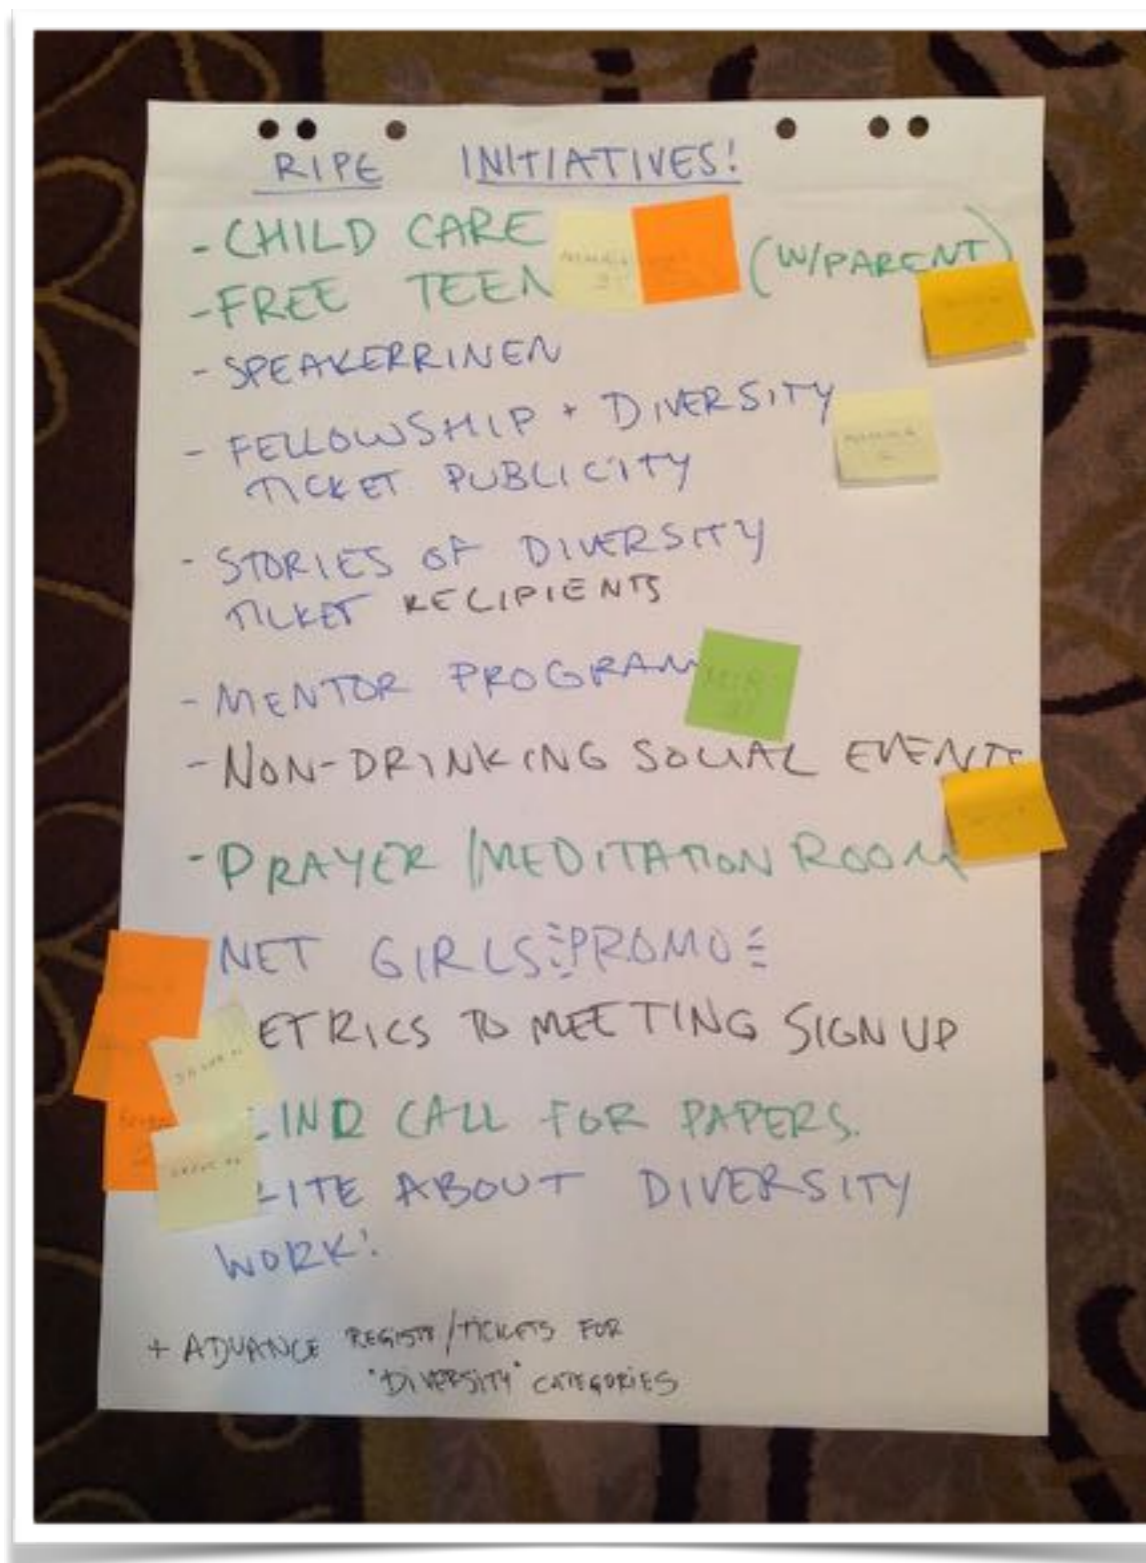 RIPE INITIATIVES!
- CHILD CARE
- FREE TEEN (W/PARENT)
- SPEAKERRINEN
- FELLOWSHIP + DIVERSITY
TICKET PUBLICITY
- STORIES OF DIVERSITY
TICKET RECIPIENTS
- MENTOR PROGRAM
- NON-DRINKING SOCIAL EVENTS
- PRAYER / MEDITATION ROOM
NET GIRLS PROMO
ETRICS TO MEETING SIGN UP
IND CALL FOR PAPERS.
ITE ABOUT DIVERSITY
WORK!
+ ADVANCE REGISTR/TICKETS FOR
"DIVERSITY" CATEGORIES